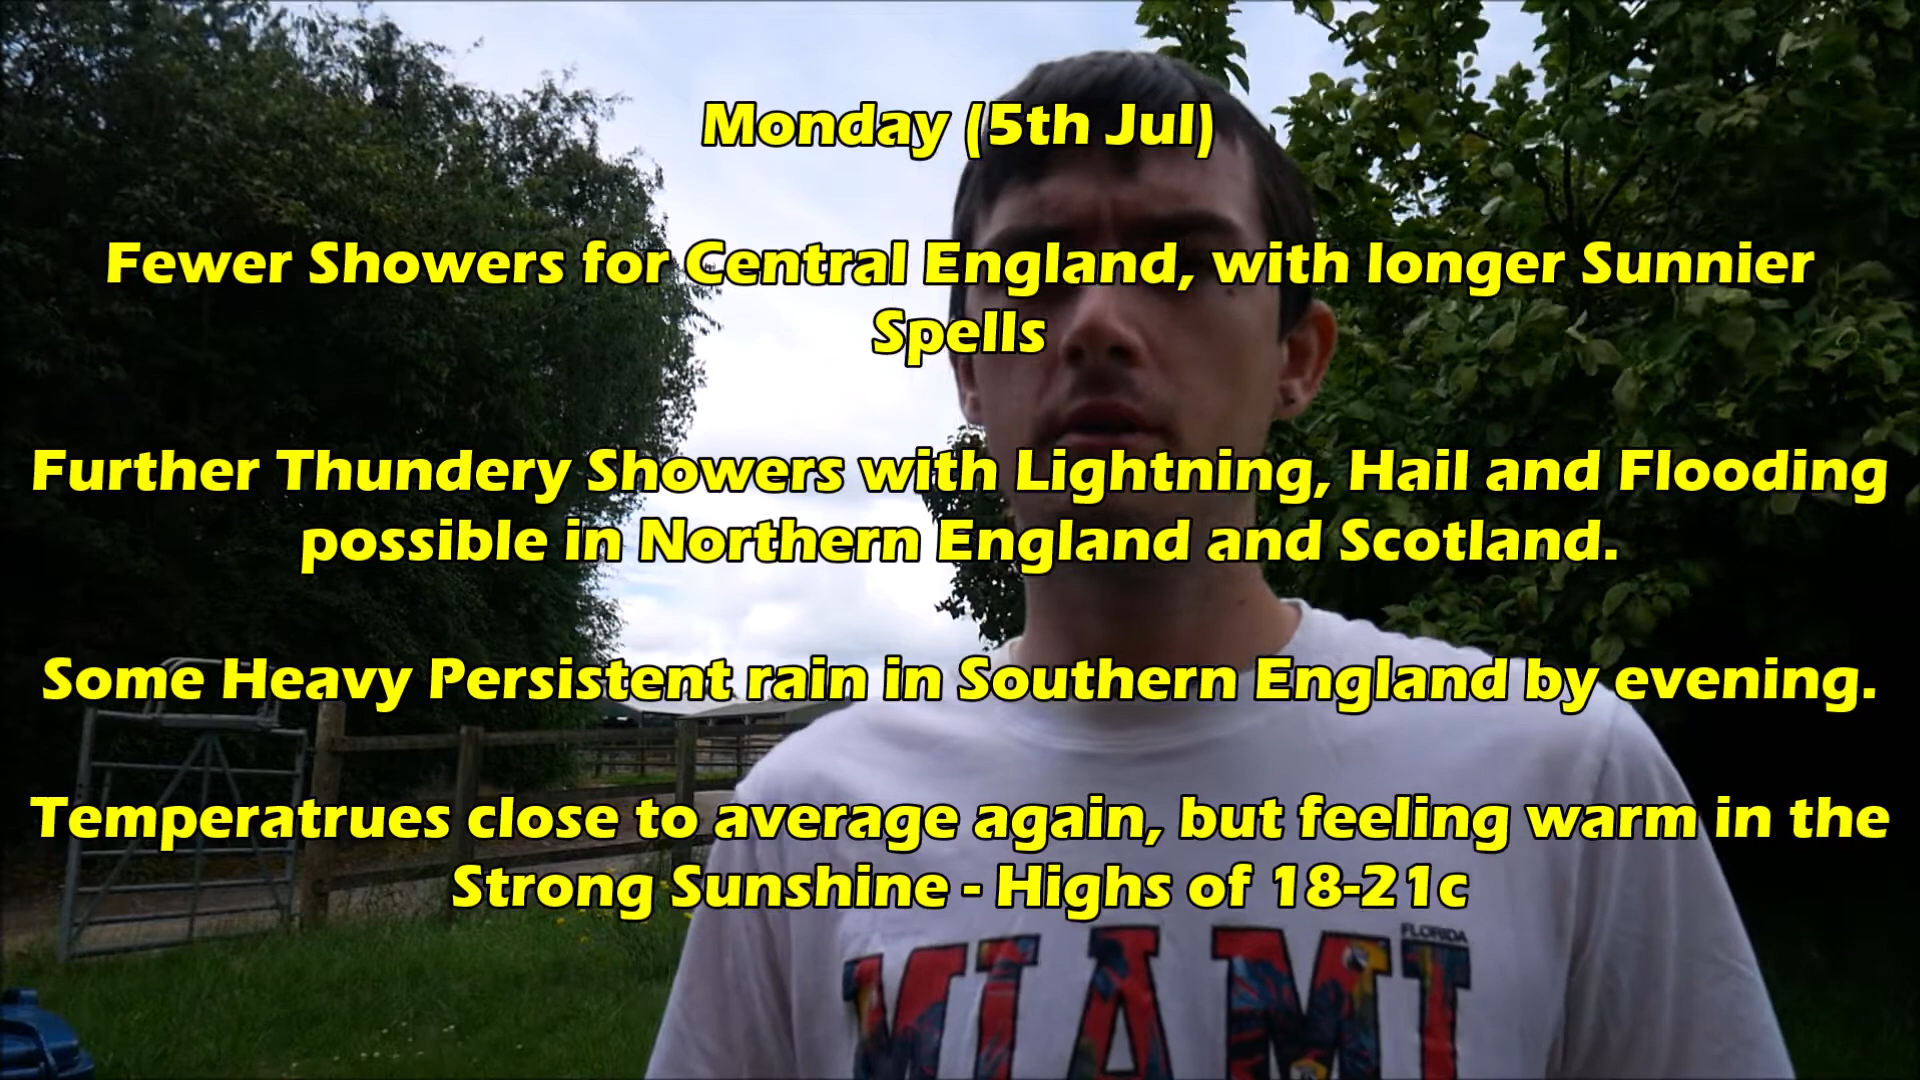 Monday (5th Jul)
Fewer Showers for Central England, with longer Sunnier
Spells
Further Thundery Showers with Lightning, Hail and Flooding
possible in Northern England and Scotland.
Some Heavy Persistent rain in Southern England by evening.
Temperatrues close to average again, but feeling warm in the
Strong Sunshine - Highs of 18-21c
FLORIDA
MIAMI